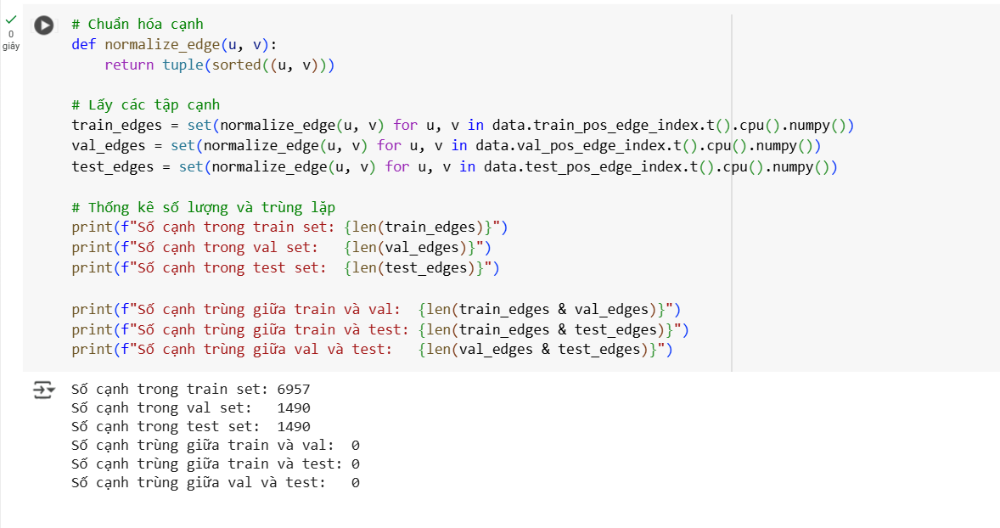 0
giây
# Chuẩn hóa cạnh
def normalize_edge(u, v):
    return tuple(sorted((u, v)))
# Lấy các tập cạnh
train_edges = set(normalize_edge(u, v) for u, v in data.train_pos_edge_index.t().cpu().numpy())
val_edges = set(normalize_edge(u, v) for u, v in data.val_pos_edge_index.t().cpu().numpy())
test_edges = set(normalize_edge(u, v) for u, v in data.test_pos_edge_index.t().cpu().numpy())
# Thống kê số lượng và trùng lặp
print(f"Số cạnh trong train set: {len(train_edges)}")
print(f"Số cạnh trong val set:   {len(val_edges)}")
print(f"Số cạnh trong test set:  {len(test_edges)}")
print(f"Số cạnh trùng giữa train và val:  {len(train_edges & val_edges)}")
print(f"Số cạnh trùng giữa train và test: {len(train_edges & test_edges)}")
print(f"Số cạnh trùng giữa val và test:   {len(val_edges & test_edges)}")
Số cạnh trong train set: 6957
Số cạnh trong val set:   1490
Số cạnh trong test set:  1490
Số cạnh trùng giữa train và val:  0
Số cạnh trùng giữa train và test: 0
Số cạnh trùng giữa val và test:   0